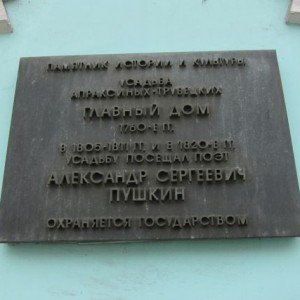 ПАМЯТНИК ИСТОРИИ И КУЛЬТУРЫ
УСАДЬБА
АПРАКСИНЫХ-ТРУБЕЦКИХ
ГЛАВНЫЙ ДОМ
1760-Е ГГ.
В 1805-1811 ГГ. И В 1820-Е ГГ.
УСАДЬБУ ПОСЕЩАЛ ПОЭТ
АЛЕКСАНДР СЕРГЕЕВИЧ
ПУШКИН
ОХРАНЯЕТСЯ ГОСУДАРСТВОМ